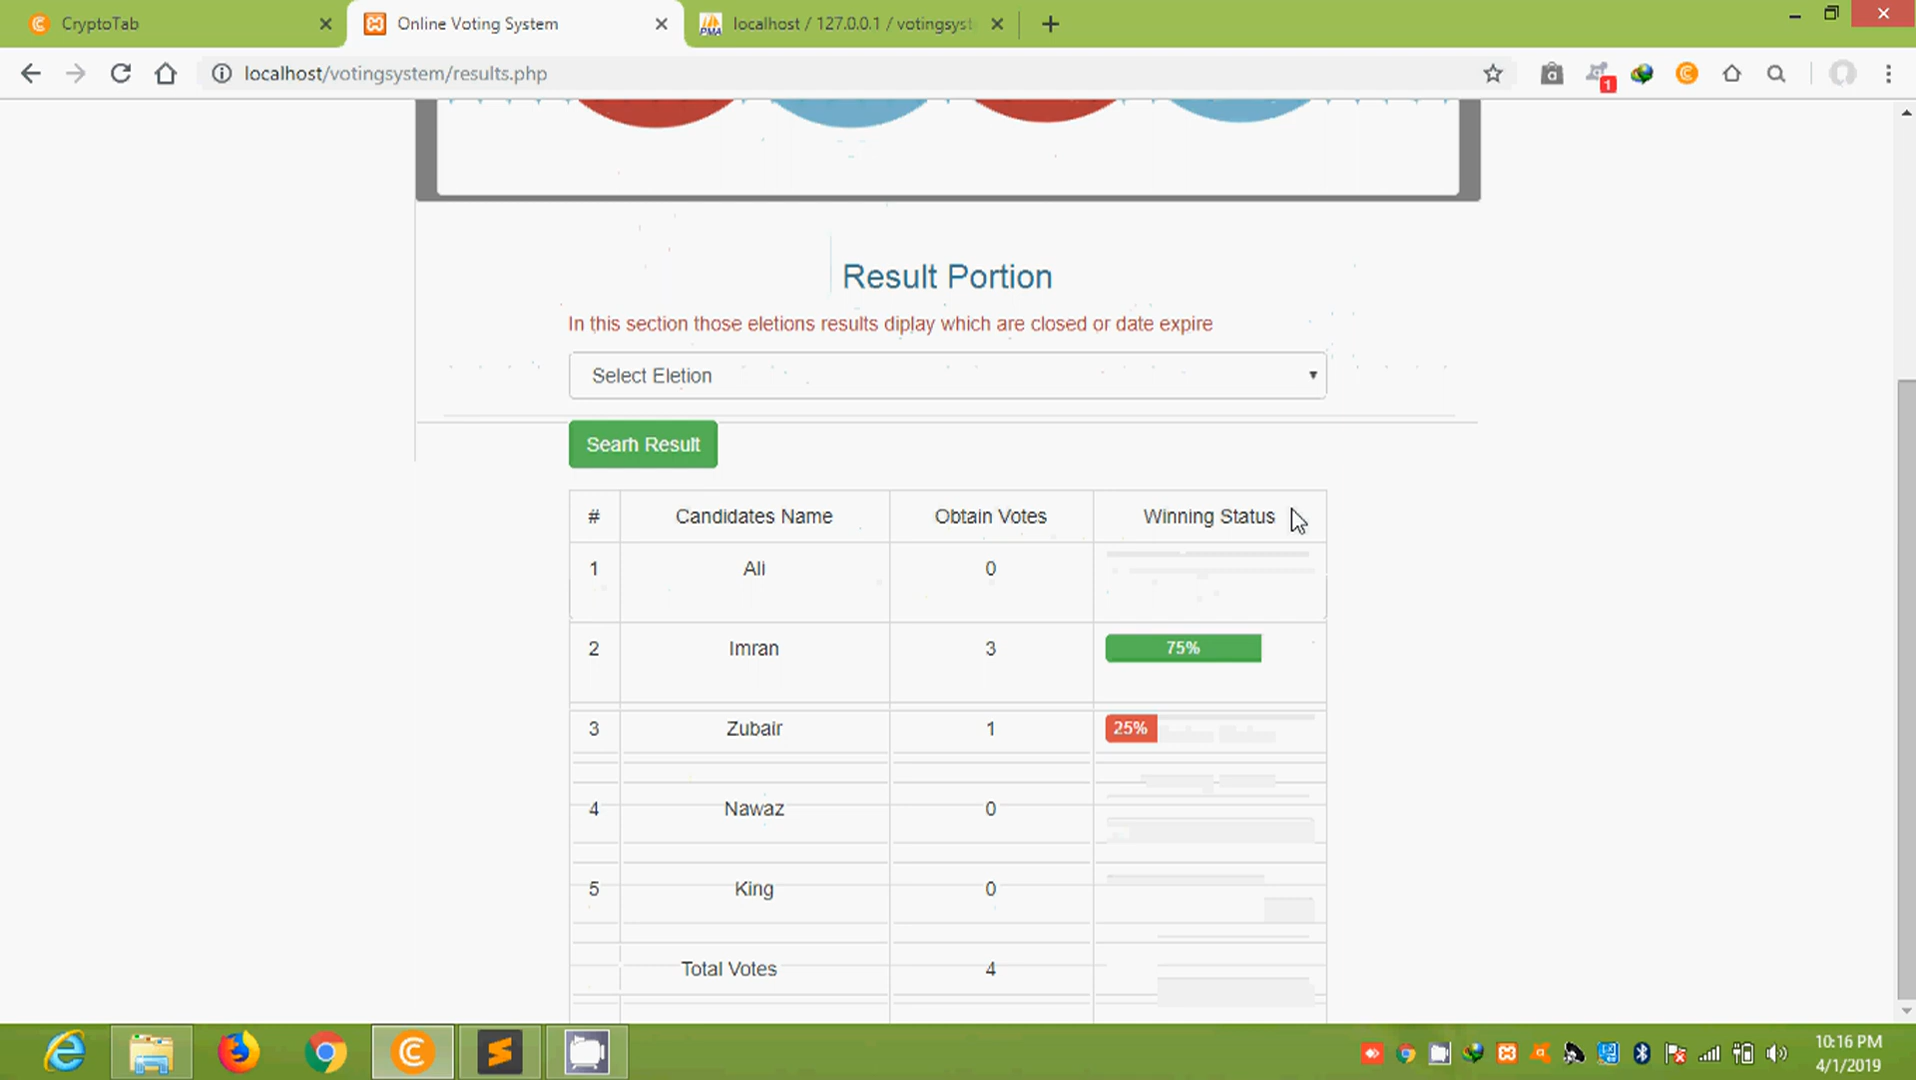 CryptoTab
Online Voting System
localhost / 127.0.0.1 / votingsyst
localhost/votingsystem/results.php
1
Result Portion
In this section those eletions results diplay which are closed or date expire
Select Eletion
Searh Result
# Candidates Name Obtain Votes Winning Status
1 Ali 0
2 Imran 3 75%
3 Zubair 1 25%
4 Nawaz 0
5 King 0
Total Votes 4
10:16 PM
4/1/2019